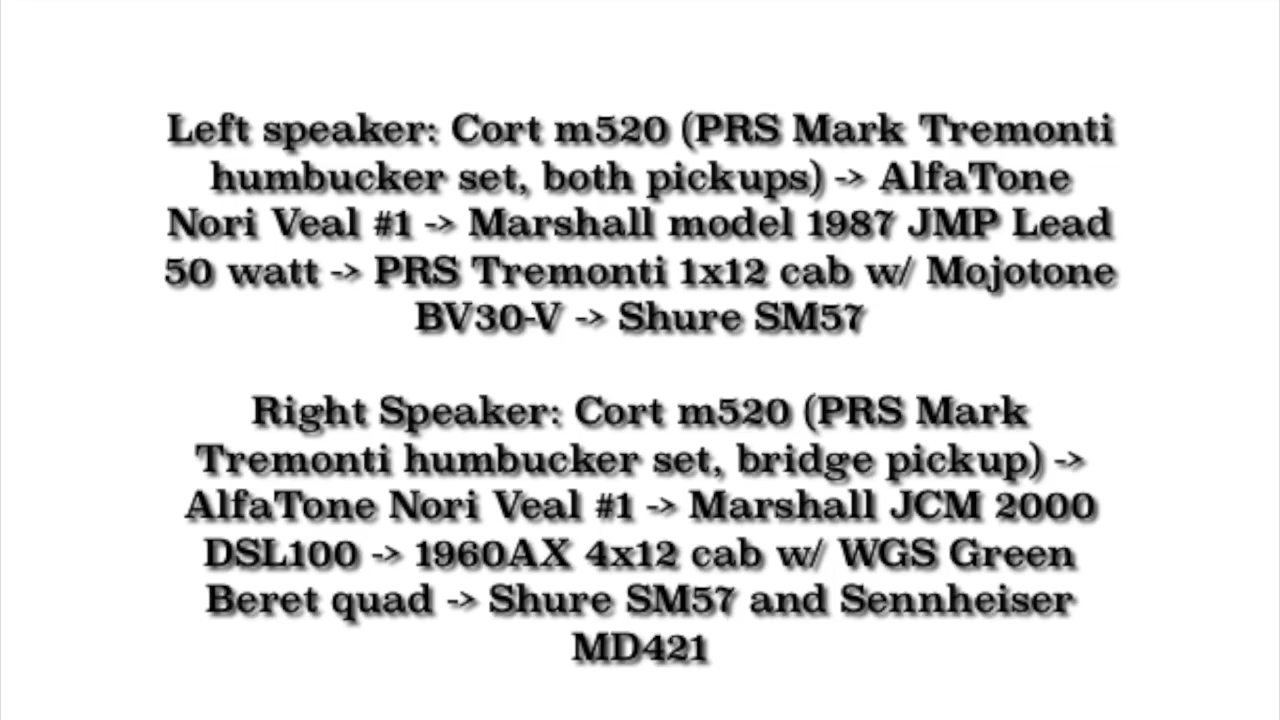 Left speaker: Cort m520 (PRS Mark Tremonti
humbucker set, both pickups) -> AlfaTone
Nori Veal #1 -> Marshall model 1987 JMP Lead
50 watt -> PRS Tremonti 1x12 cab w/ Mojotone
BV30-V -> Shure SM57
Right Speaker: Cort m520 (PRS Mark
Tremonti humbucker set, bridge pickup) ->
AlfaTone Nori Veal #1 -> Marshall JCM 2000
DSL100 -> 1960AX 4x12 cab w/ WGS Green
Beret quad -> Shure SM57 and Sennheiser
MD421